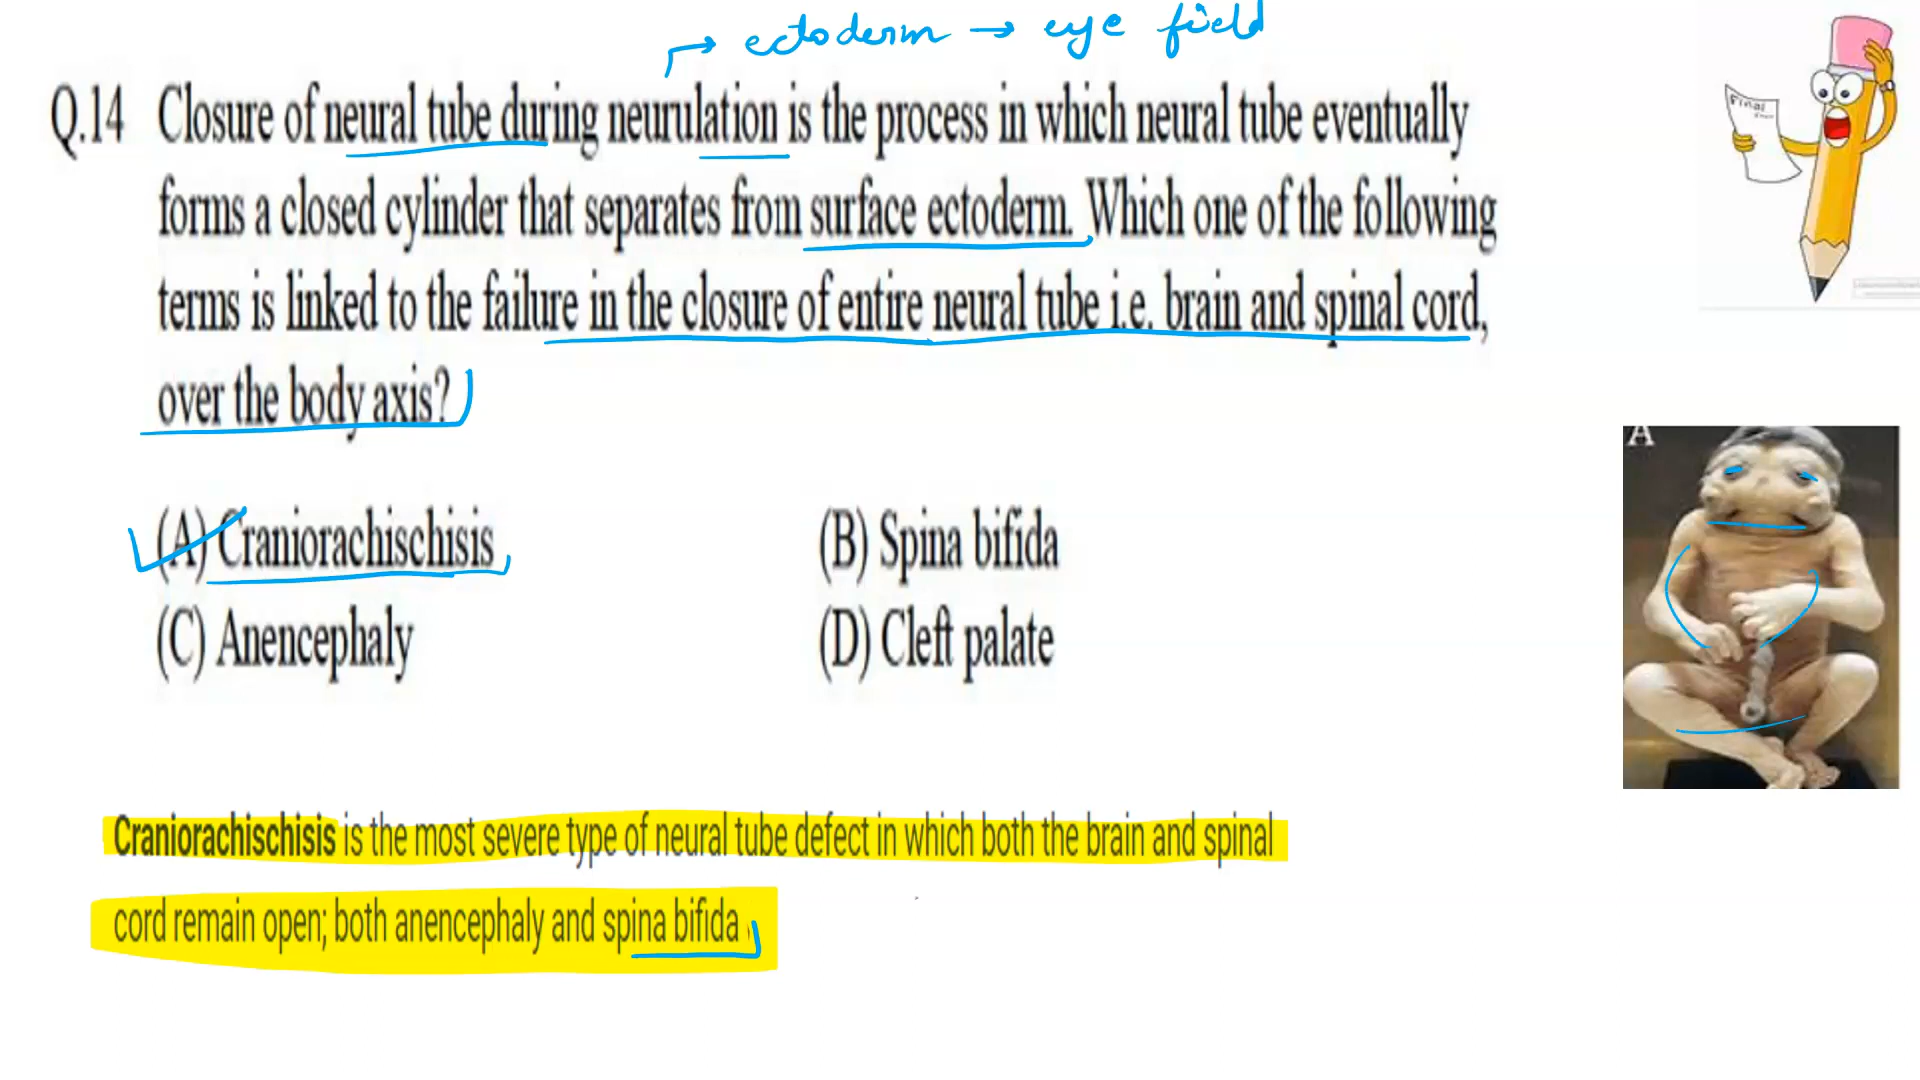 ectoderm → eye field
Q.14 Closure of neural tube during neurulation is the process in which neural tube eventually
forms a closed cylinder that separates from surface ectoderm. Which one of the following
terms is linked to the failure in the closure of entire neural tube i.e. brain and spinal cord,
over the body axis?
Final
A
(A) Craniorachischisis
(B) Spina bifida
(C) Anencephaly
(D) Cleft palate
Craniorachischisis is the most severe type of neural tube defect in which both the brain and spinal
cord remain open; both anencephaly and spina bifida